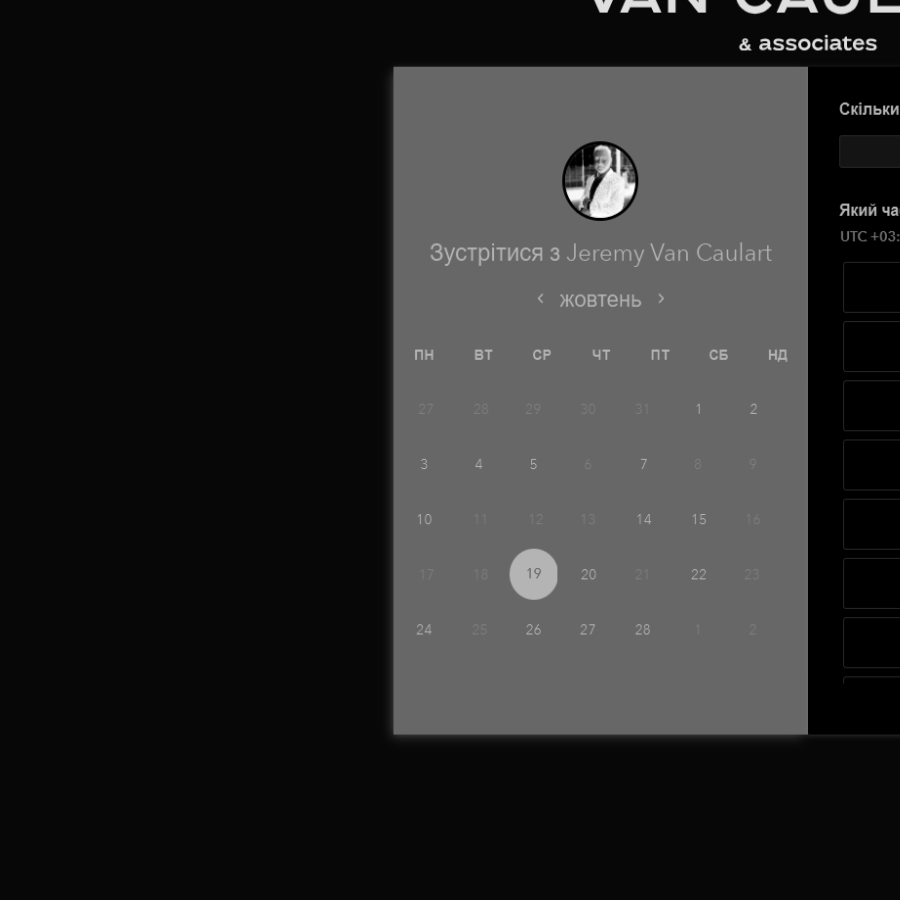 & associates
Зустрітися з Jeremy Van Caulart
‹ жовтень ›
ПН ВТ СР ЧТ ПТ СБ НД
27 28 29 30 31 1 2
3 4 5 6 7 8 9
10 11 12 13 14 15 16
17 18 19 20 21 22 23
24 25 26 27 28 1 2
Скільки
Який ча
UTC +03: